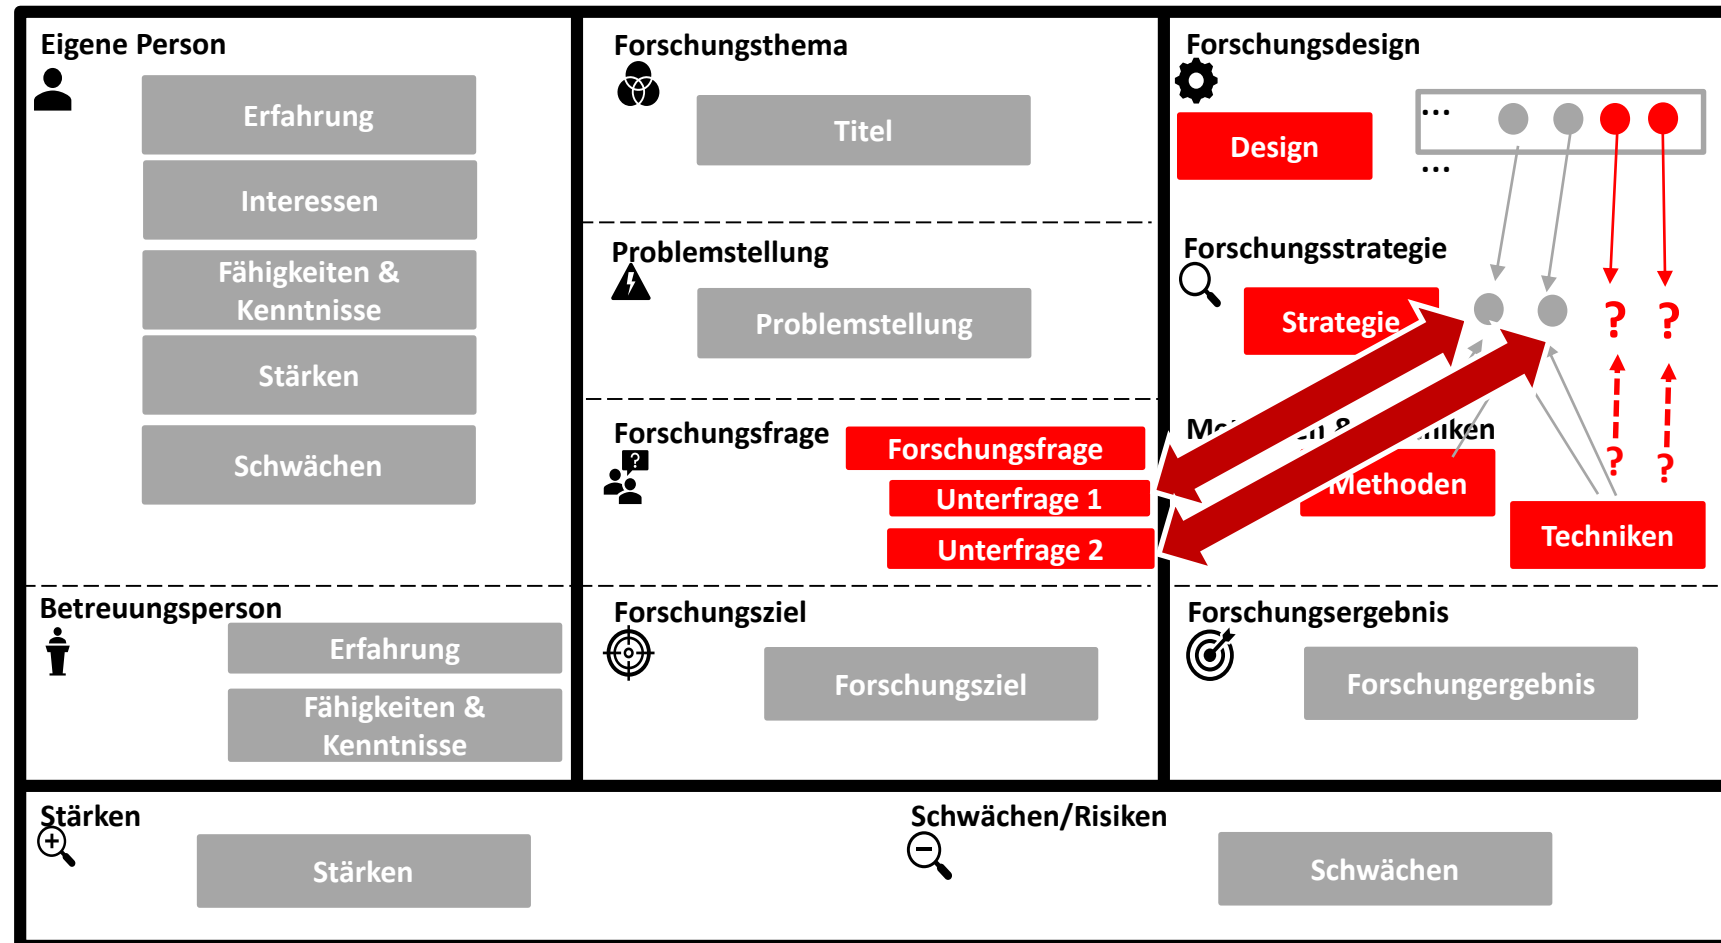 Eigene Person
Erfahrung
Interessen
Fähigkeiten &
Kenntnisse
Stärken
Schwächen
Betreuungsperson
Erfahrung
Fähigkeiten &
Kenntnisse
Forschungsthema
Titel
Problemstellung
Problemstellung
Forschungsfrage
?
Forschungsfrage
Unterfrage 1
Unterfrage 2
Forschungsziel
Forschungsziel
Forschungsdesign
...
Design
...
Forschungsstrategie
Strategie
? ?
&
? ?
Methoden
Techniken
Forschungsergebnis
Forschungergebnis
Stärken
Stärken
Schwächen/Risiken
Schwächen